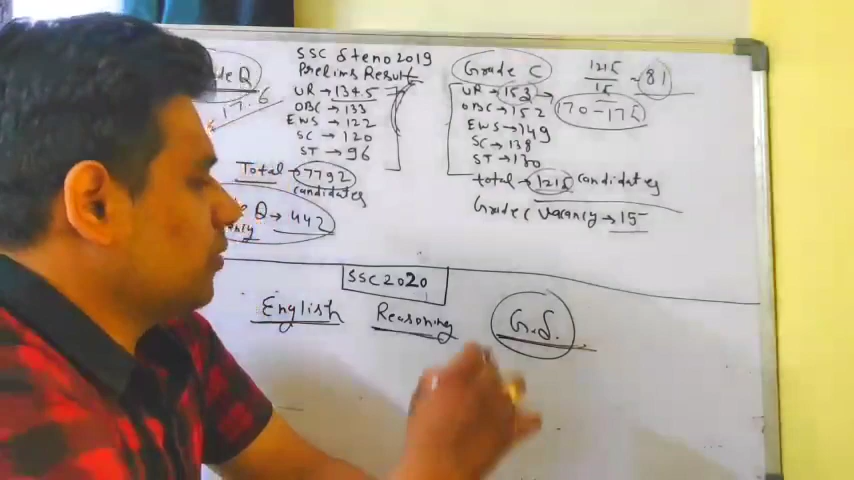 SSC Steno 2019
Prelims Result
UR → 134.5
OBC → 133
EWS → 122
SC → 120
ST → 96
Total → 7792
candidates
de D
17.6
D → 442
Grade C
UR → 153 → 170-175
OBC → 152
EWS → 149
SC → 138
ST → 130
total → 1215 candidates
Grade C Vacancy → 15
1215
15
81
SSC 2020
English
Reasoning
G.S.